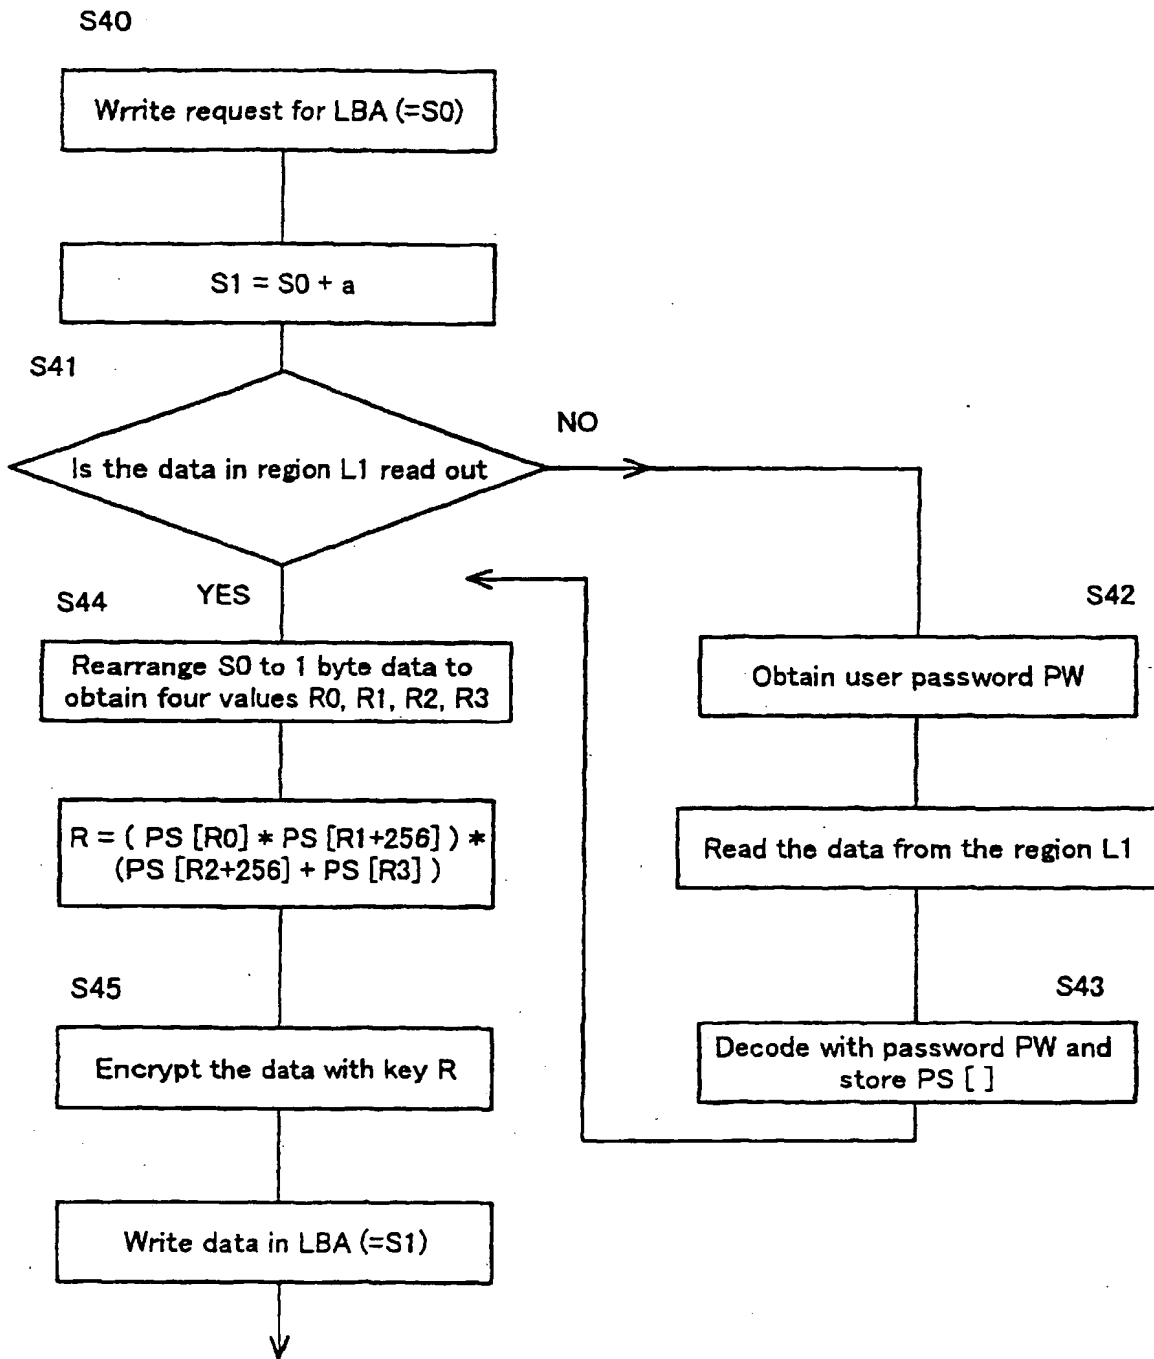 S40
Wrrite request for LBA (=S0)
S1 = S0 + a
S41
Is the data in region L1 read out
NO
YES
S44
Rearrange S0 to 1 byte data to
obtain four values R0, R1, R2, R3
R = ( PS [R0] * PS [R1+256] ) *
(PS [R2+256] + PS [R3] )
S45
Encrypt the data with key R
Write data in LBA (=S1)
S42
Obtain user password PW
Read the data from the region L1
S43
Decode with password PW and
store PS [ ]